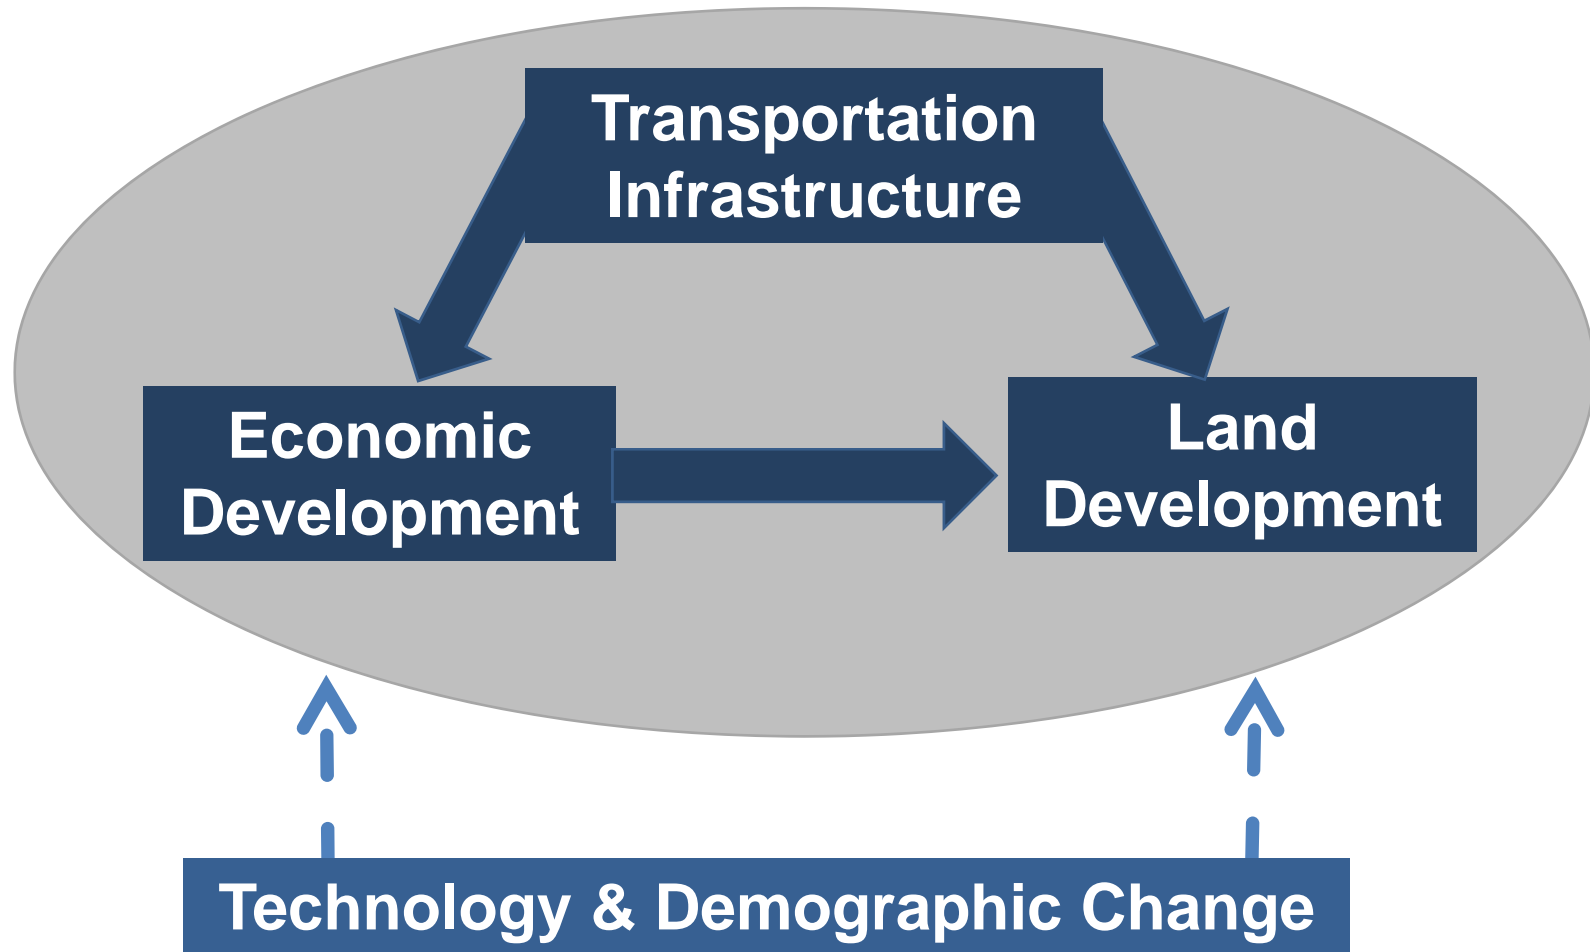 Transportation
Infrastructure
Economic
Development
Land
Development
Technology & Demographic Change